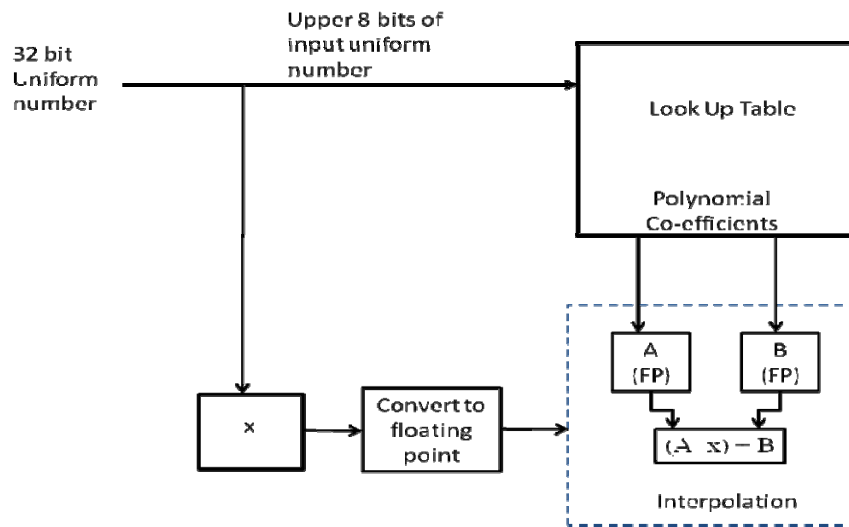 32 bit
Uniform
number
Upper 8 bits of
input uniform
number
Look Up Table
Polynomial
Co-efficients
A
(FP)
B
(FP)
x
Convert to
floating
point
(A x) – B
Interpolation